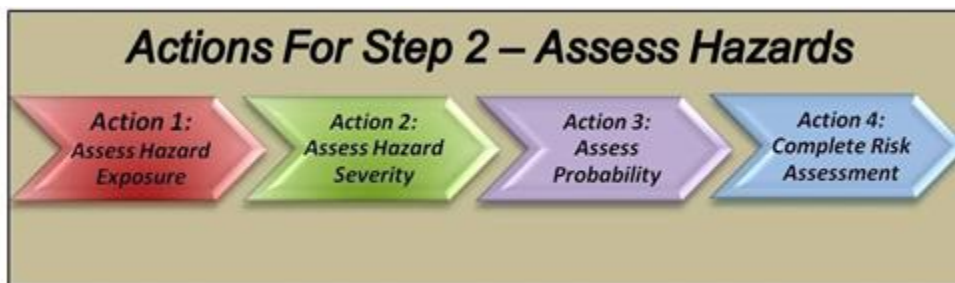 Actions For Step 2 – Assess Hazards
Action 1:
Assess Hazard
Exposure
Action 2:
Assess Hazard
Severity
Action 3:
Assess
Probability
Action 4:
Complete Risk
Assessment